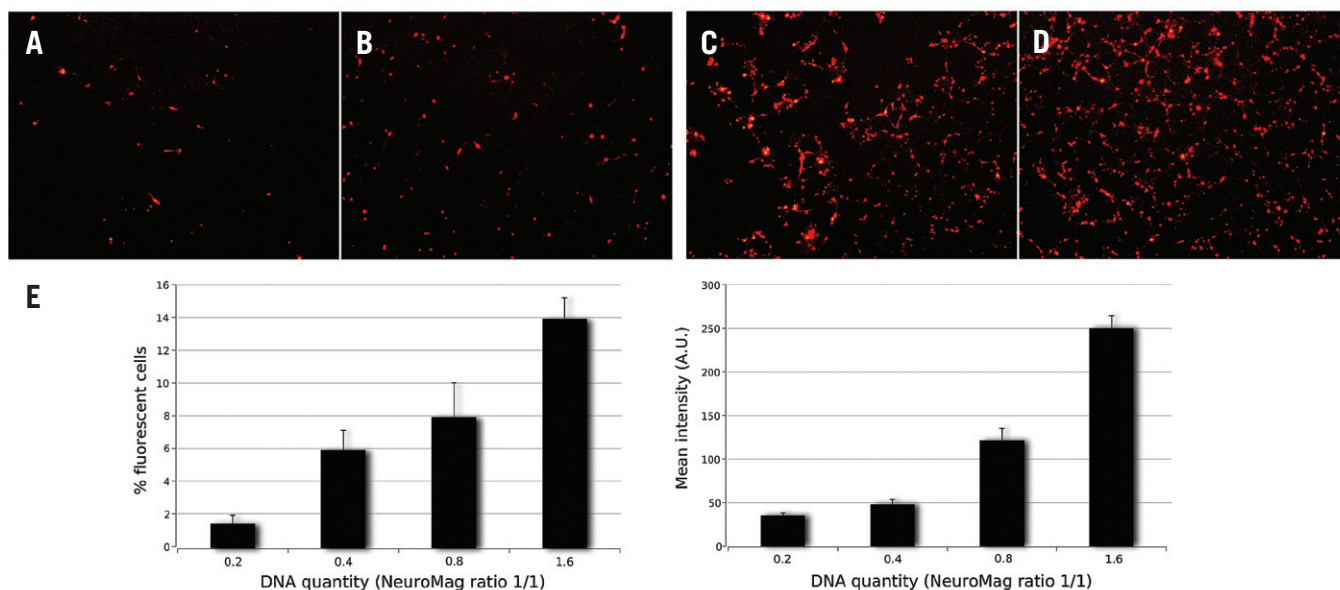 A
B
C
D
E
% fluorescent cells
16
14
12
10
8
6
4
2
0
0.2 0.4 0.8 1.6
DNA quantity (NeuroMag ratio 1/1)
Mean intensity (A.U.)
300
250
200
150
100
50
0
0.2 0.4 0.8 1.6
DNA quantity (NeuroMag ratio 1/1)